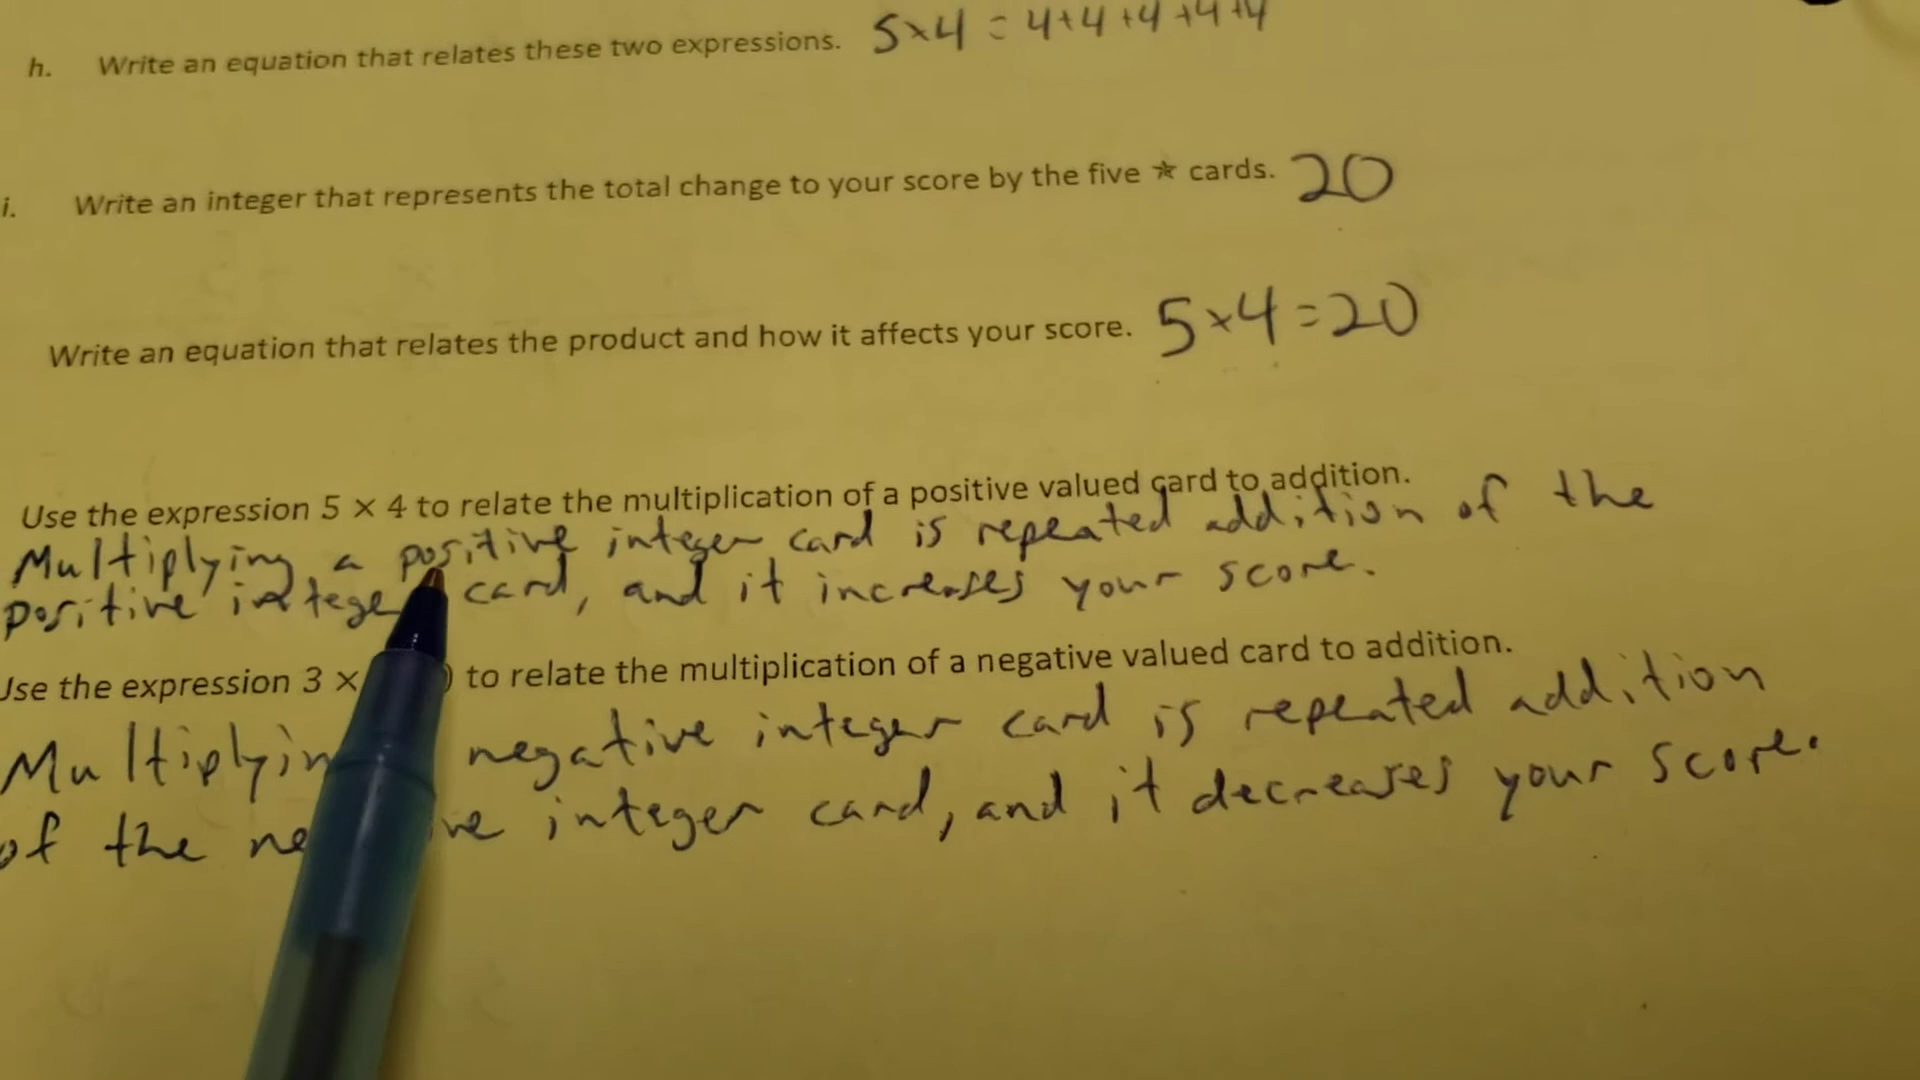 h. Write an equation that relates these two expressions. 5×4 = 4+4+4+4+4
i. Write an integer that represents the total change to your score by the five ★ cards. 20
Write an equation that relates the product and how it affects your score. 5×4=20
Use the expression 5 × 4 to relate the multiplication of a positive valued card to addition.
Multiplying a positive integer card is repeated addition of the
positive integer card, and it increases your score.
Use the expression 3 × ) to relate the multiplication of a negative valued card to addition.
Multiplyin negative integer card is repeated addition
of the ne ve integer card, and it decreases your score.